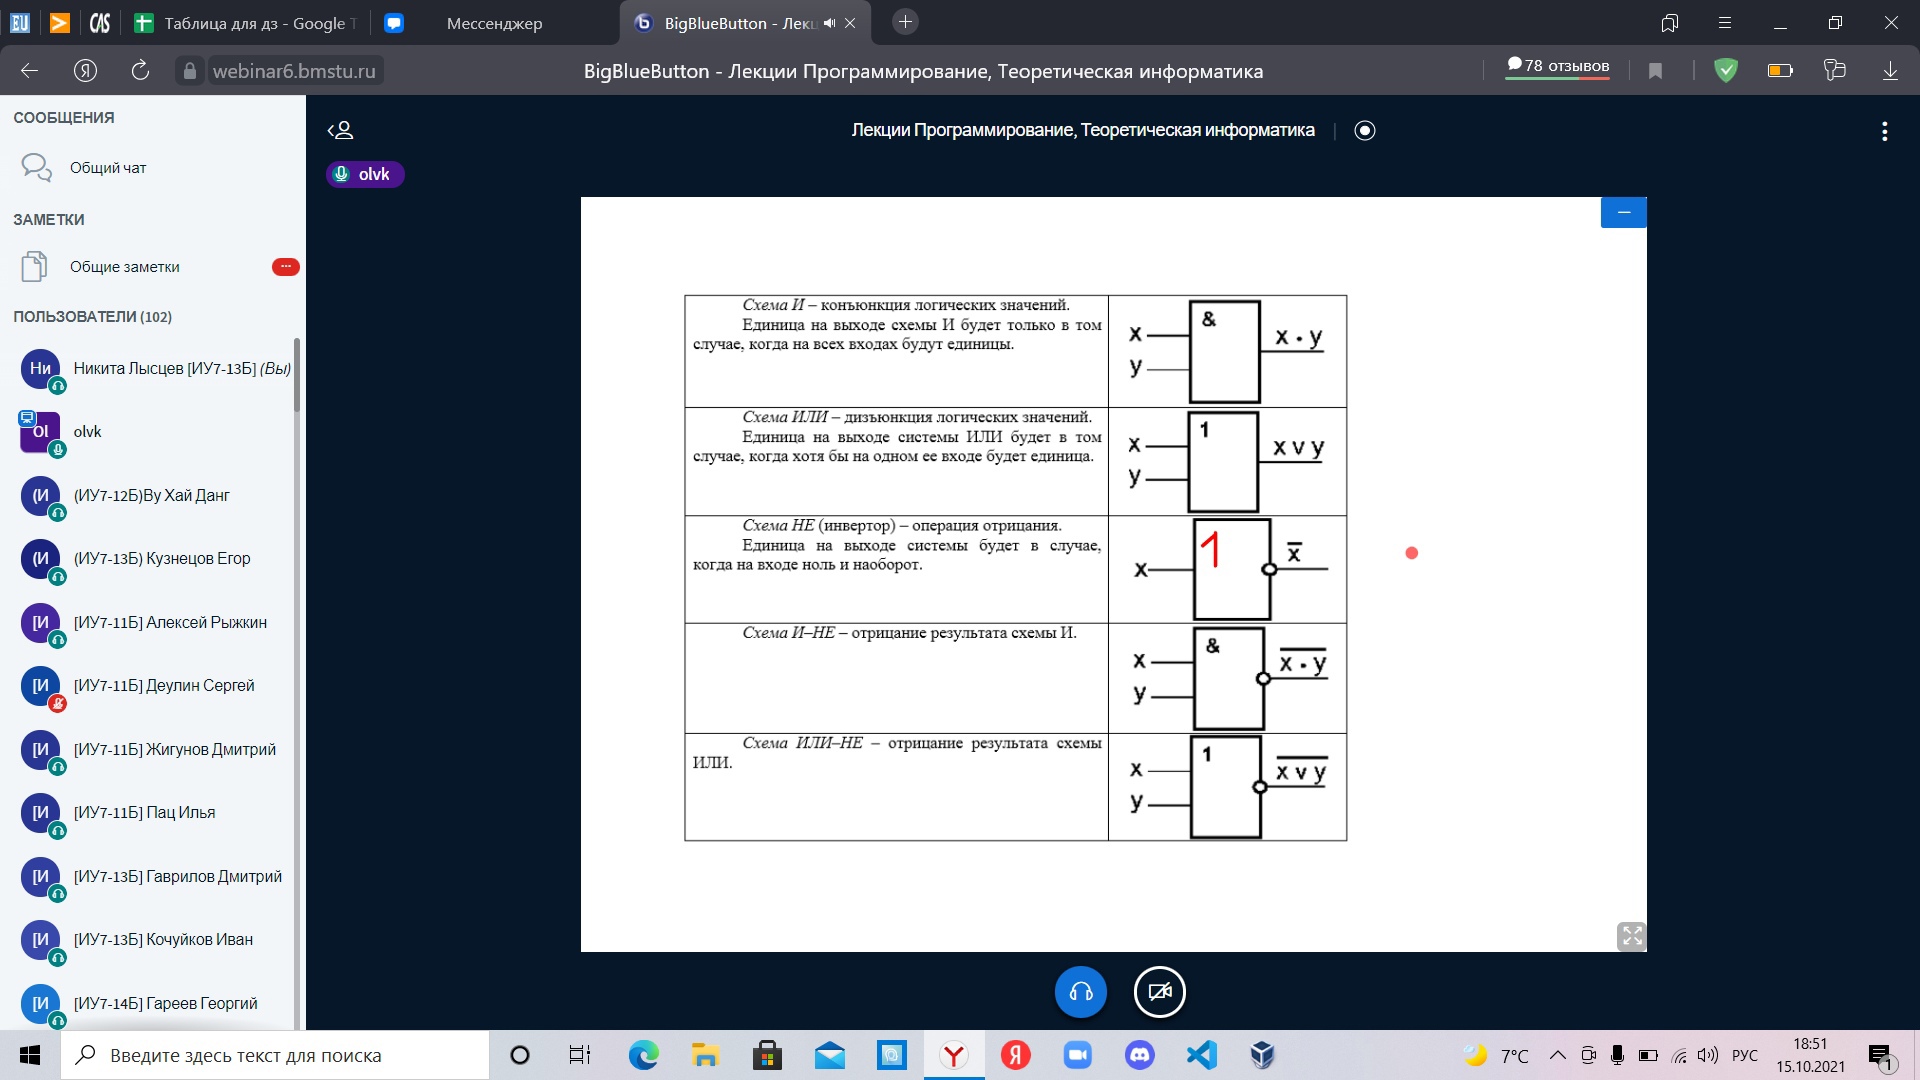 EU
CAS
Таблица для дз - Google Т
Мессенджер
BigBlueButton - Лекц
webinar6.bmstu.ru
BigBlueButton - Лекции Программирование, Теоретическая информатика
78 отзывов
СООБЩЕНИЯ
Общий чат
ЗАМЕТКИ
Общие заметки
ПОЛЬЗОВАТЕЛИ (102)
Ни
Никита Лысцев [ИУ7-13Б] (Вы)
Ol
olvk
(И
(ИУ7-12Б)Ву Хай Данг
(И
(ИУ7-13Б) Кузнецов Егор
[И
[ИУ7-11Б] Алексей Рыжкин
[И
[ИУ7-11Б] Деулин Сергей
[И
[ИУ7-11Б] Жигунов Дмитрий
[И
[ИУ7-11Б] Пац Илья
[И
[ИУ7-13Б] Гаврилов Дмитрий
[И
[ИУ7-13Б] Кочуйков Иван
[И
[ИУ7-14Б] Гареев Георгий
Лекции Программирование, Теоретическая информатика
olvk
Схема И – конъюнкция логических значений.
Единица на выходе схемы И будет только в том
случае, когда на всех входах будут единицы.
&
x
y
x • y
Схема ИЛИ – дизъюнкция логических значений.
Единица на выходе системы ИЛИ будет в том
случае, когда хотя бы на одном ее входе будет единица.
1
x
y
x v y
Схема НЕ (инвертор) – операция отрицания.
Единица на выходе системы будет в случае,
когда на входе ноль и наоборот.
1
x
x̅
Схема И–НЕ – отрицание результата схемы И.
&
x
y
x̅ ̅•̅ ̅y̅
Схема ИЛИ–НЕ – отрицание результата схемы
ИЛИ.
1
x
y
x̅ ̅v̅ ̅y̅
Введите здесь текст для поиска
7°C
РУС
18:51
15.10.2021
1